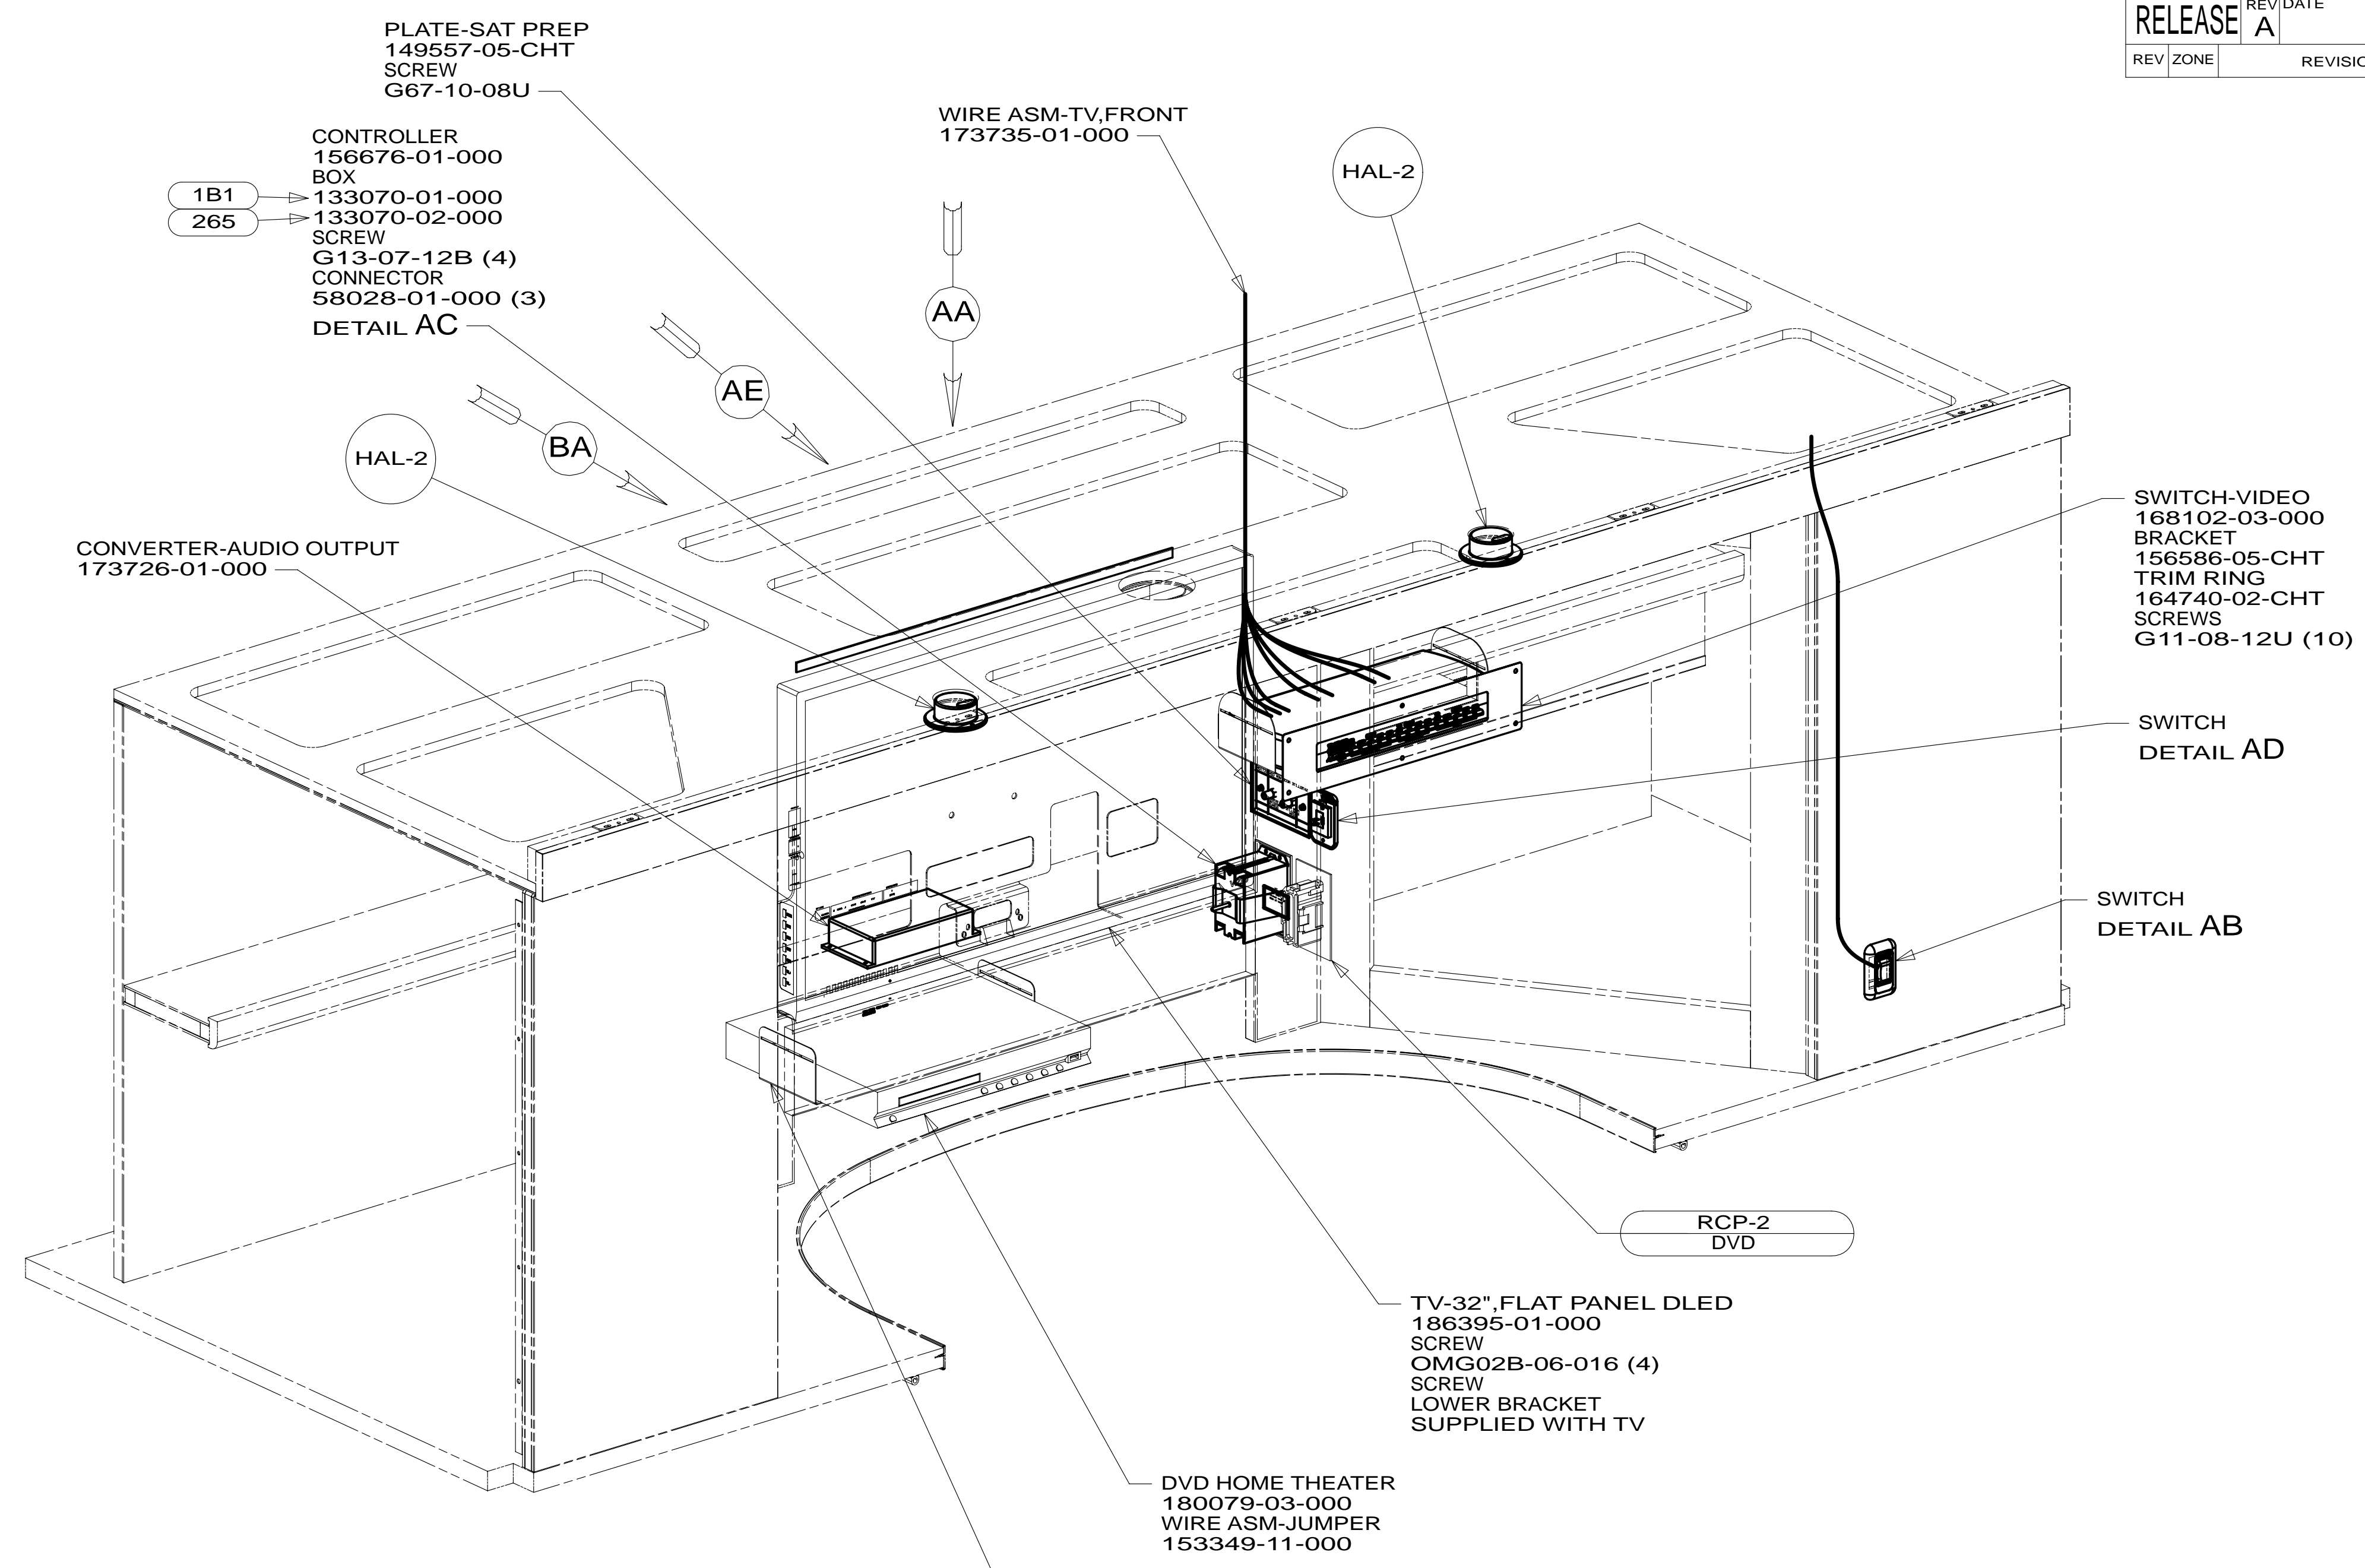 RELEASE
REV
A
DATE
REV ZONE
PLATE-SAT PREP
149557-05-CHT
SCREW
G67-10-08U
CONTROLLER
156676-01-000
BOX
1B1
133070-01-000
265
133070-02-000
SCREW
G13-07-12B (4)
CONNECTOR
58028-01-000 (3)
DETAIL AC
WIRE ASM-TV,FRONT
173735-01-000
HAL-2
AA
AE
BA
HAL-2
CONVERTER-AUDIO OUTPUT
173726-01-000
SWITCH-VIDEO
168102-03-000
BRACKET
156586-05-CHT
TRIM RING
164740-02-CHT
SCREWS
G11-08-12U (10)
SWITCH
DETAIL AD
SWITCH
DETAIL AB
RCP-2
DVD
TV-32",FLAT PANEL DLED
186395-01-000
SCREW
OMG02B-06-016 (4)
SCREW
LOWER BRACKET
SUPPLIED WITH TV
DVD HOME THEATER
180079-03-000
WIRE ASM-JUMPER
153349-11-000